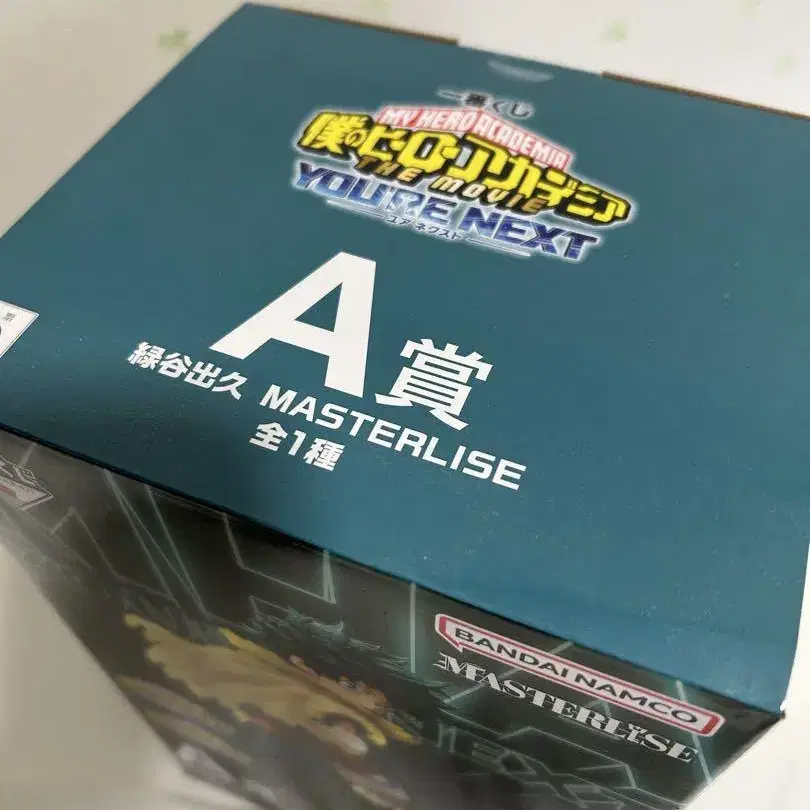 一番くじ
MY HERO ACADEMIA
僕のヒーローアカデミア
THE MOVIE
YOU'RE NEXT
ユア ネクスト
A賞
緑谷出久 MASTERLISE
全1種
BANDAI NAMCO
MASTERLISE